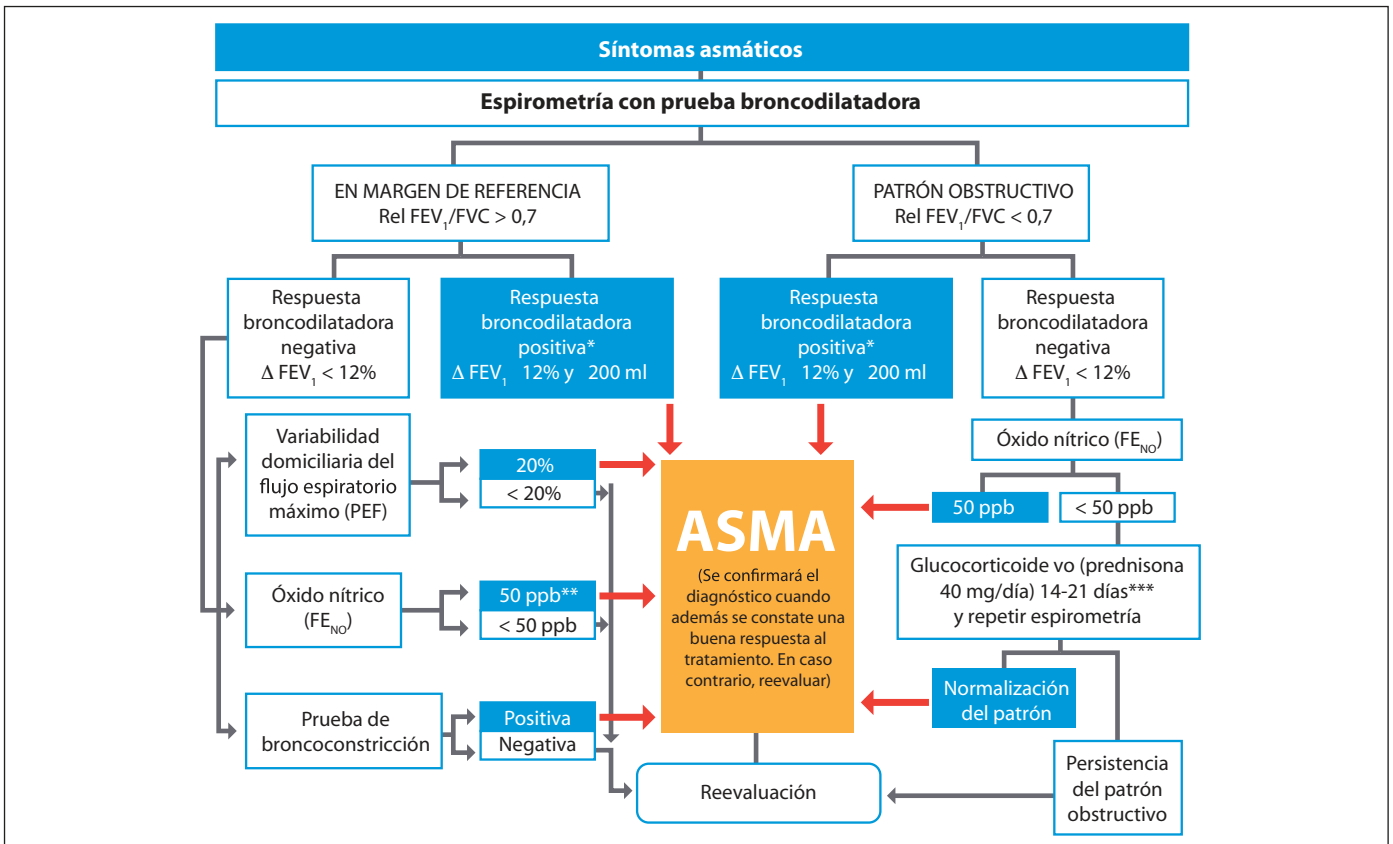 Síntomas asmáticos
Espirometría con prueba broncodilatadora
EN MARGEN DE REFERENCIA
Rel FEV₁/FVC > 0,7
PATRÓN OBSTRUCTIVO
Rel FEV₁/FVC < 0,7
Respuesta
broncodilatadora
negativa
Δ FEV₁ < 12%
Respuesta
broncodilatadora
positiva*
Δ FEV₁ 12% y 200 ml
Respuesta
broncodilatadora
positiva*
Δ FEV₁ 12% y 200 ml
Respuesta
broncodilatadora
negativa
Δ FEV₁ < 12%
Variabilidad
domiciliaria del
flujo espiratorio
máximo (PEF)
20%
< 20%
Óxido nítrico
(FE_NO)
50 ppb**
< 50 ppb
Prueba de
broncoconstricción
Positiva
Negativa
ASMA
(Se confirmará el
diagnóstico cuando
además se constate una
buena respuesta al
tratamiento. En caso
contrario, reevaluar)
Reevaluación
Óxido nítrico (FE_NO)
50 ppb
< 50 ppb
Glucocorticoide vo (prednisona
40 mg/día) 14-21 días***
y repetir espirometría
Normalización
del patrón
Persistencia
del patrón
obstructivo